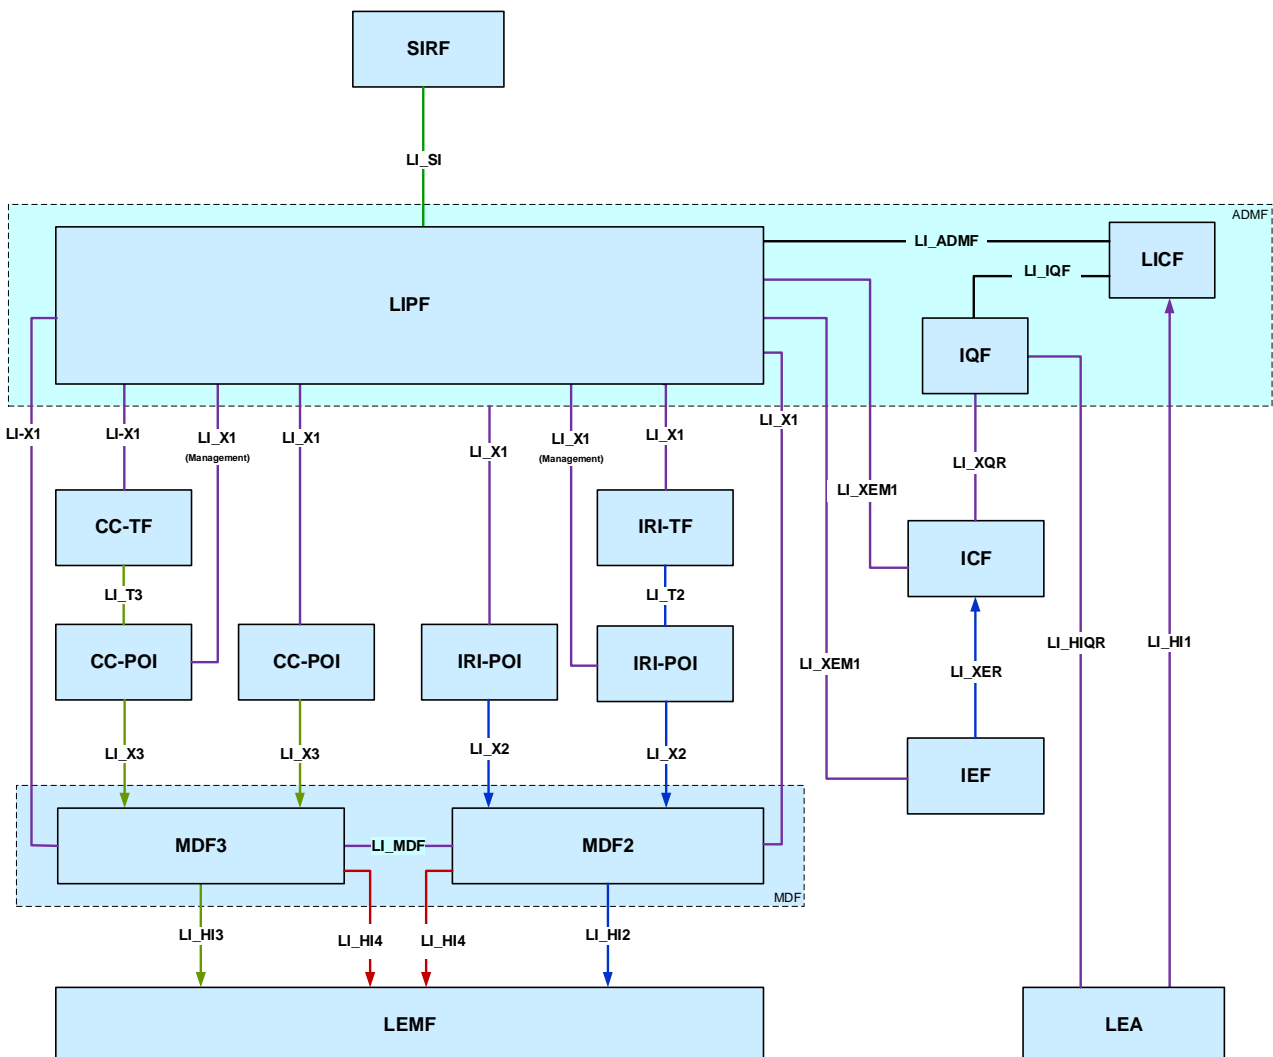 SIRF
LI_SI
ADMF
LI_ADMF
LICF
LI_IQF
LIPF
IQF
LI-X1
LI-X1
LI_X1
(Management)
LI_X1
LI_X1
LI_X1
(Management)
LI_X1
LI_X1
LI_XQR
LI_XEM1
CC-TF
IRI-TF
ICF
LI_T3
LI_T2
LI_HIQR
LI_HI1
CC-POI
CC-POI
IRI-POI
IRI-POI
LI_XEM1
LI_XER
LI_X3
LI_X3
LI_X2
LI_X2
IEF
MDF3
LI_MDF
MDF2
MDF
LI_HI3
LI_HI4
LI_HI4
LI_HI2
LEMF
LEA